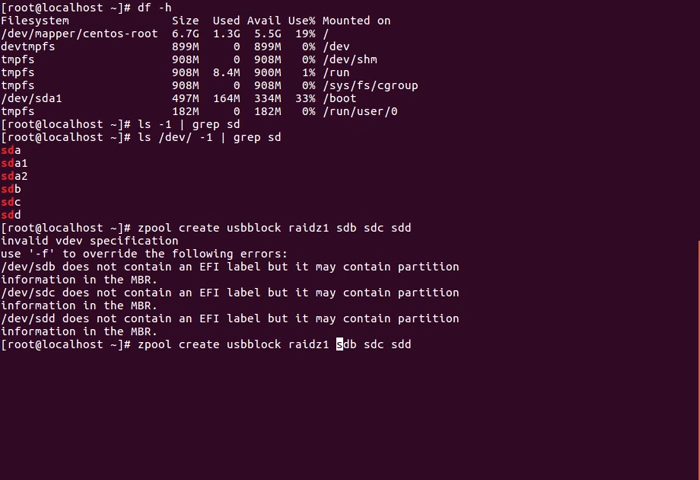 [root@localhost ~]# df -h
Filesystem Size Used Avail Use% Mounted on
/dev/mapper/centos-root 6.7G 1.3G 5.5G 19% /
devtmpfs 899M 0 899M 0% /dev
tmpfs 908M 0 908M 0% /dev/shm
tmpfs 908M 8.4M 900M 1% /run
tmpfs 908M 0 908M 0% /sys/fs/cgroup
/dev/sda1 497M 164M 334M 33% /boot
tmpfs 182M 0 182M 0% /run/user/0
[root@localhost ~]# ls -1 | grep sd
[root@localhost ~]# ls /dev/ -1 | grep sd
sda
sda1
sda2
sdb
sdc
sdd
[root@localhost ~]# zpool create usbblock raidz1 sdb sdc sdd
invalid vdev specification
use '-f' to override the following errors:
/dev/sdb does not contain an EFI label but it may contain partition
information in the MBR.
/dev/sdc does not contain an EFI label but it may contain partition
information in the MBR.
/dev/sdd does not contain an EFI label but it may contain partition
information in the MBR.
[root@localhost ~]# zpool create usbblock raidz1 sdb sdc sdd